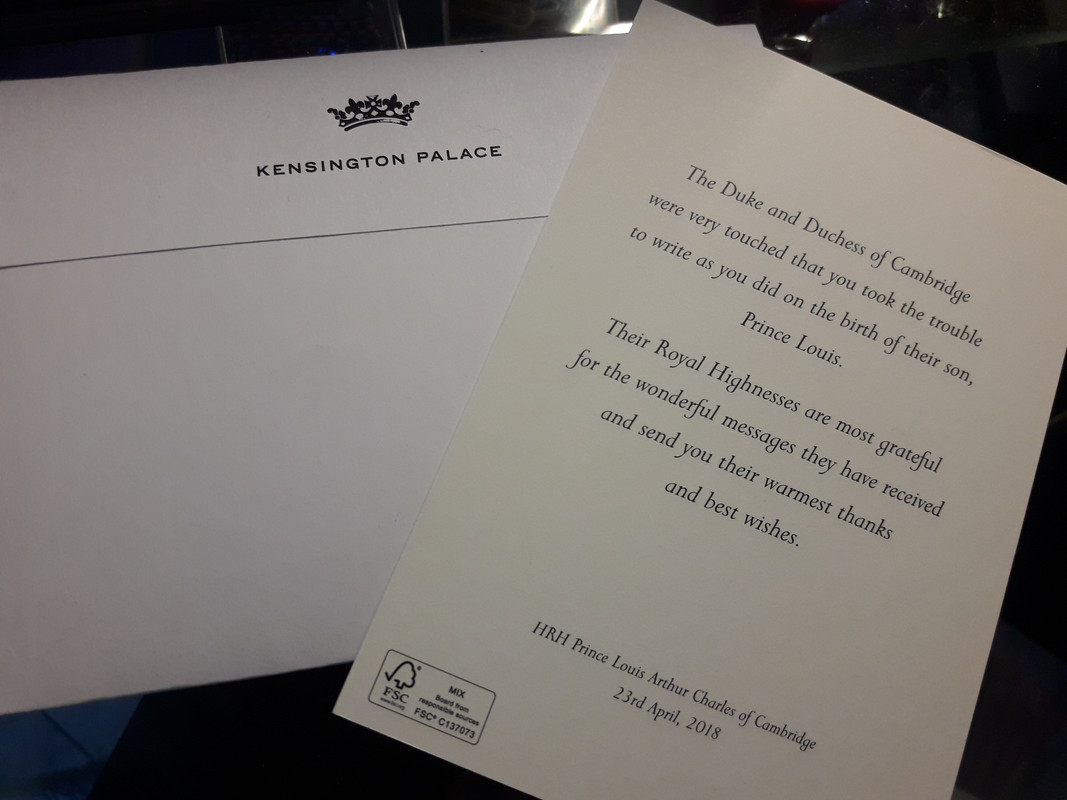 KENSINGTON PALACE
The Duke and Duchess of Cambridge
were very touched that you took the trouble
to write as you did on the birth of their son,
Prince Louis.
Their Royal Highnesses are most grateful
for the wonderful messages they have received
and send you their warmest thanks
and best wishes.
HRH Prince Louis Arthur Charles of Cambridge
23rd April, 2018
FSC
www.fsc.org
MIX
Board from
responsible sources
FSC® C137073